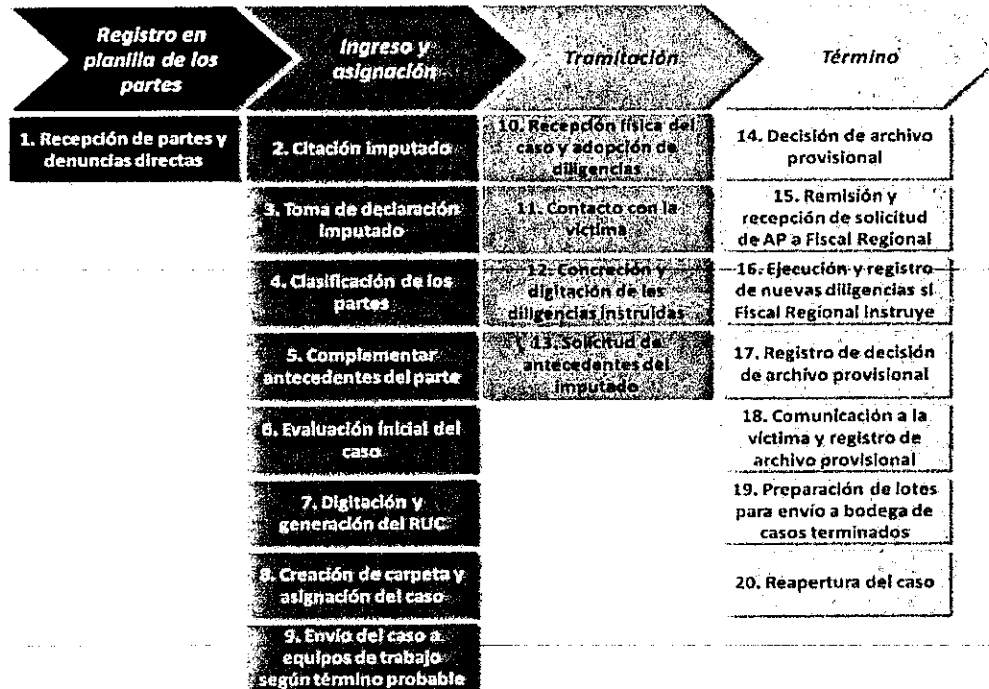 Registro en
planilla de los
partes
Ingreso y
asignación
Tramitación
Término
1. Recepción de partes y
denuncias directas
2. Citación imputado
3. Toma de declaración
imputado
4. Clasificación de los
partes
5. Complementar
antecedentes del parte
6. Evaluación inicial del
caso
7. Digitación y
generación del RUC
8. Creación de carpeta y
asignación del caso
9. Envío del caso a
equipos de trabajo
según término probable
10. Recepción física del
caso y adopción de
diligencias
11. Contacto con la
víctima
12. Concreción y
digitación de las
diligencias instruidas
13. Solicitud de
antecedentes del
imputado
14. Decisión de archivo
provisional
15. Remisión y
recepción de solicitud
de AP a Fiscal Regional
16. Ejecución y registro
de nuevas diligencias si
Fiscal Regional instruye
17. Registro de decisión
de archivo provisional
18. Comunicación a la
víctima y registro de
archivo provisional
19. Preparación de lotes
para envío a bodega de
casos terminados
20. Reapertura del caso